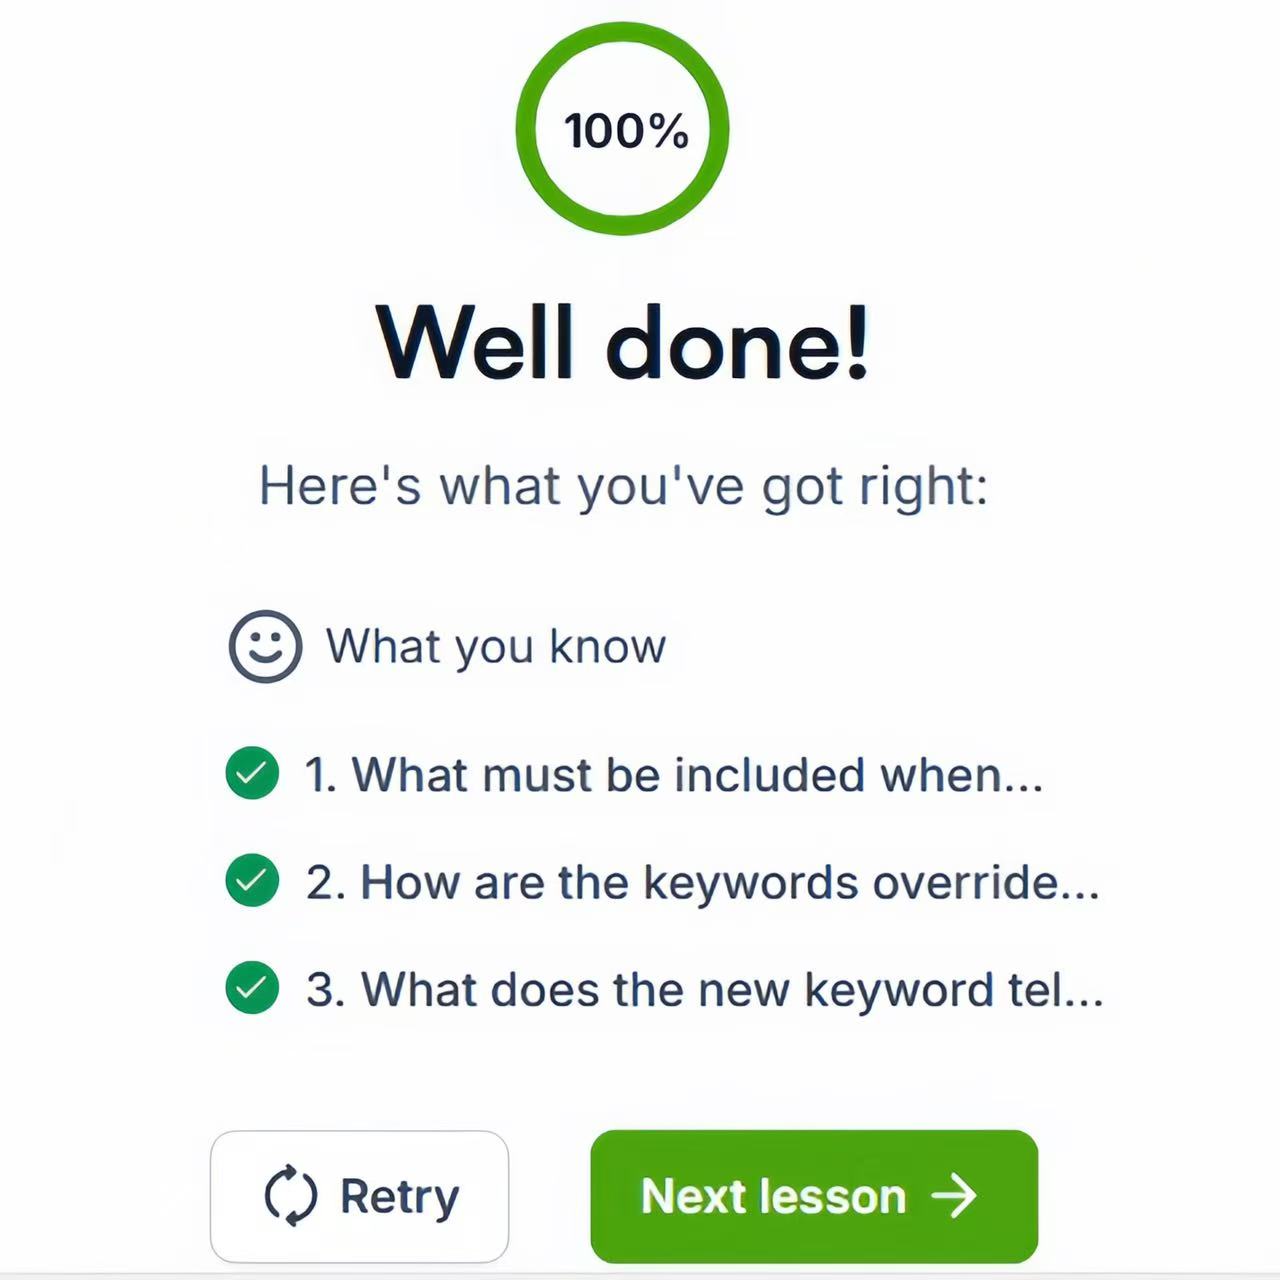 100%
Well done!
Here's what you've got right:
What you know
1. What must be included when...
2. How are the keywords override...
3. What does the new keyword tel...
Retry
Next lesson